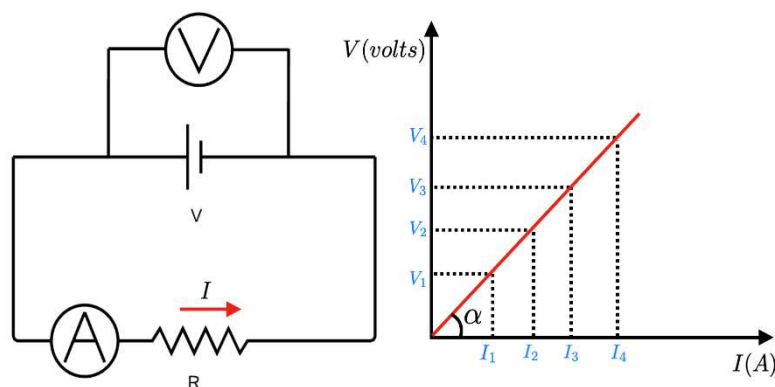 V
V
I
A
R
V(volts)
V₄
V₃
V₂
V₁
α
I₁ I₂ I₃ I₄
I(A)